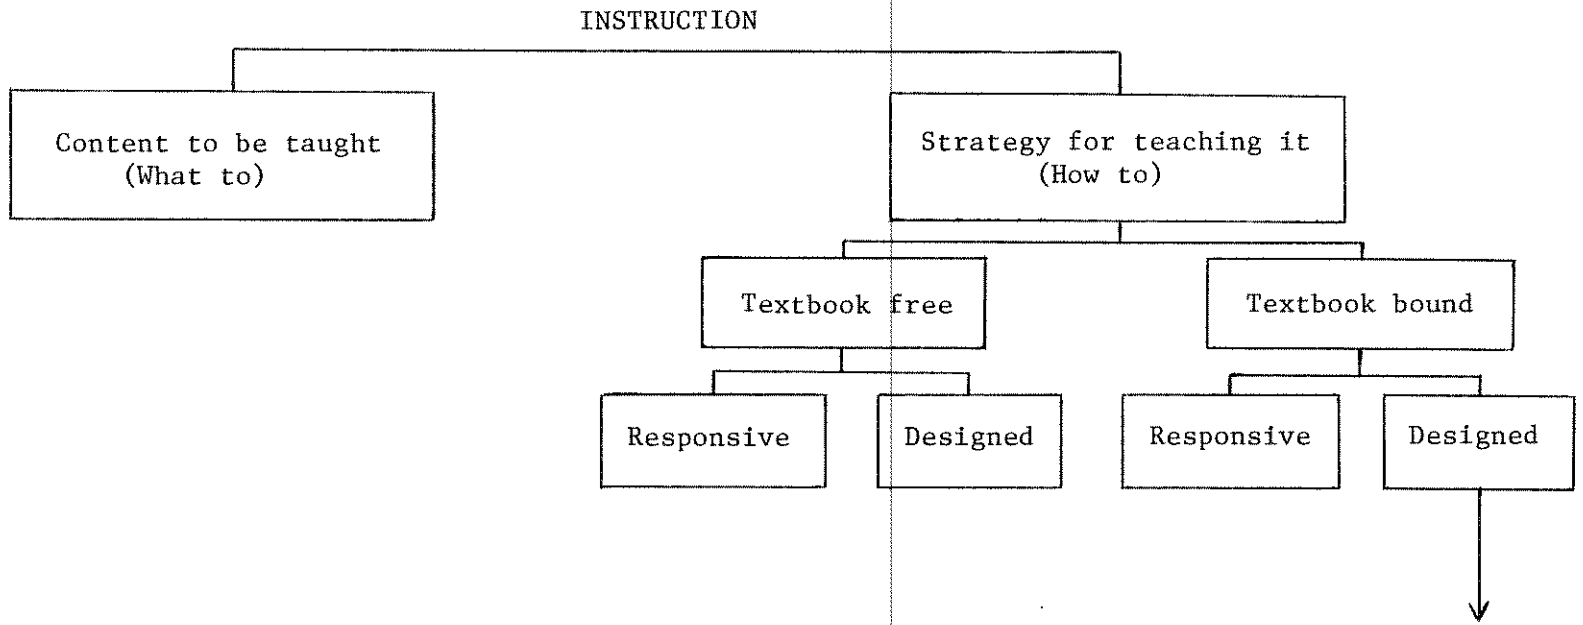 INSTRUCTION
Content to be taught
(What to)
Strategy for teaching it
(How to)
Textbook free
Textbook bound
Responsive
Designed
Responsive
Designed